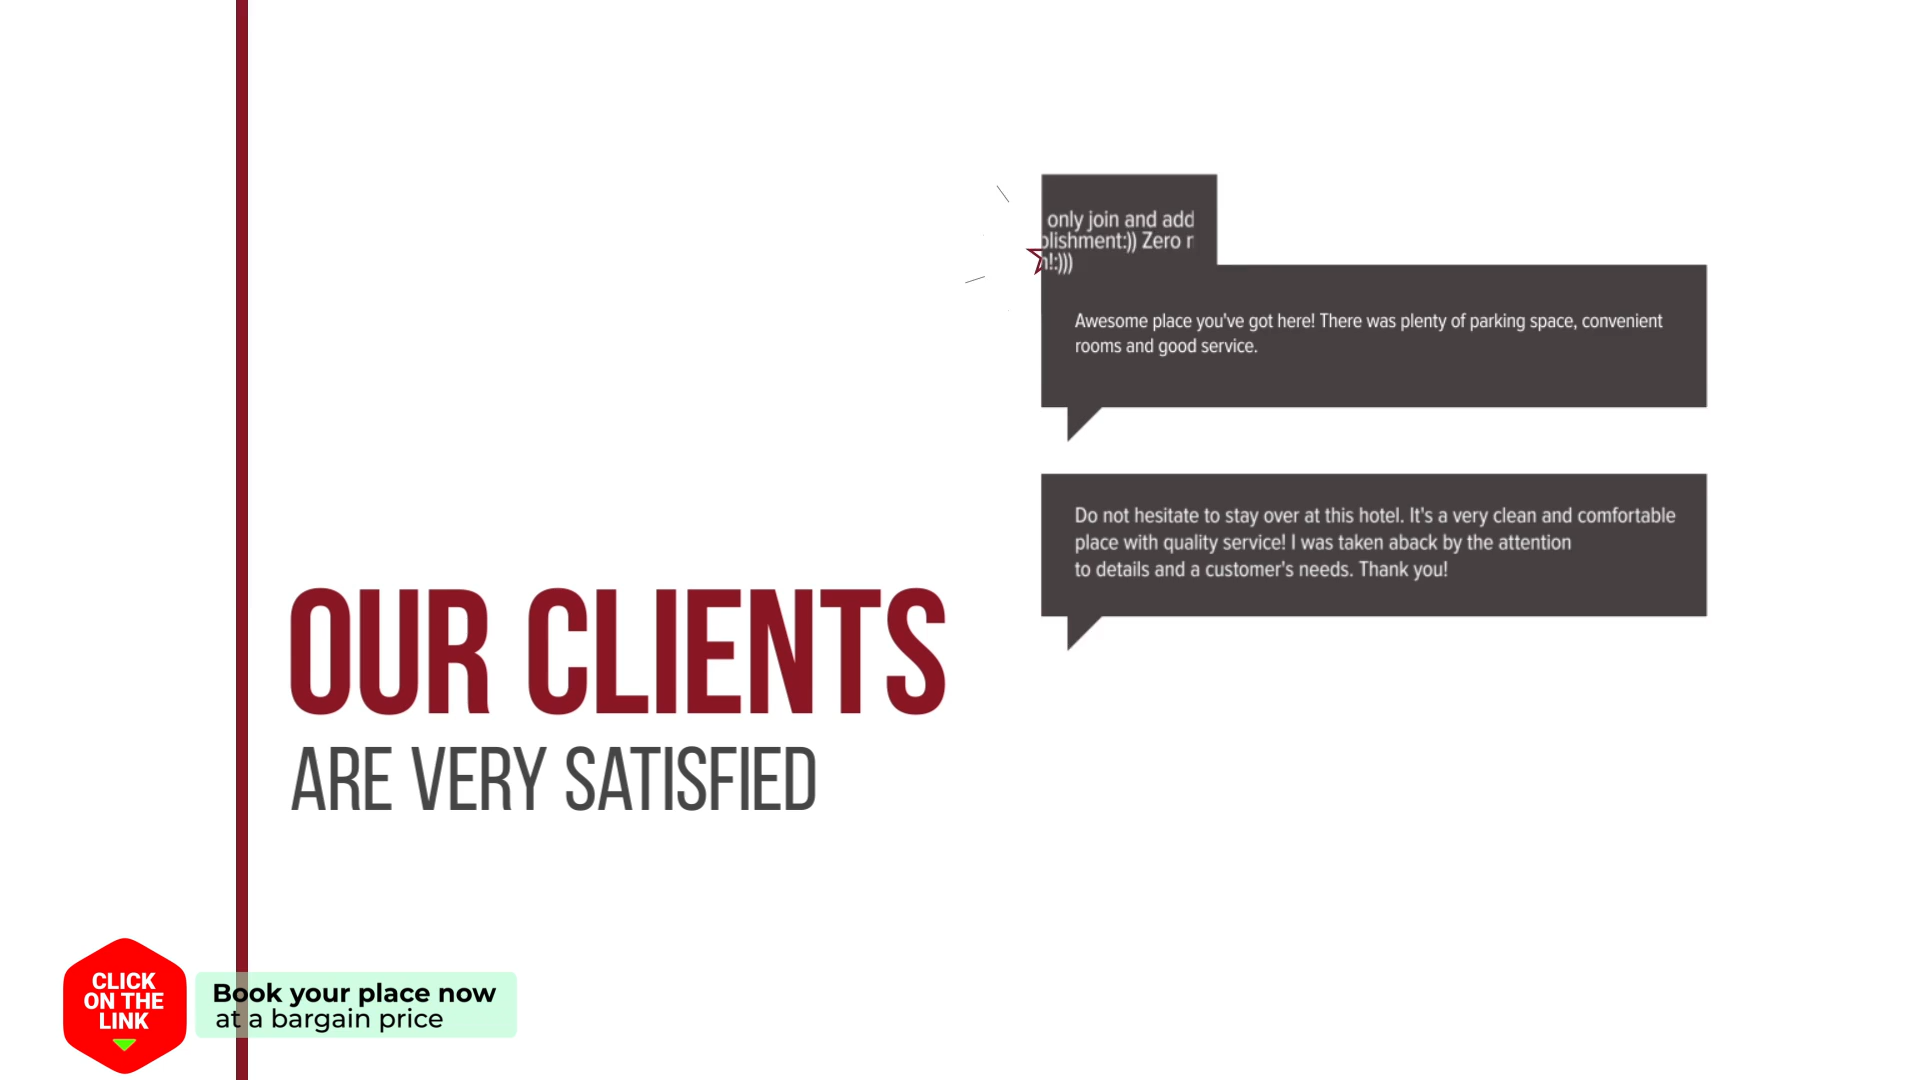 only join and add
:)) Zero
!:)))
Awesome place you've got here! There was plenty of parking space, convenient
rooms and good service.
Do not hesitate to stay over at this hotel. It's a very clean and comfortable
place with quality service! I was taken aback by the attention
to details and a customer's needs. Thank you!
OUR CLIENTS
ARE VERY SATISFIED
CLICK
ON THE
LINK
Book your place now
at a bargain price